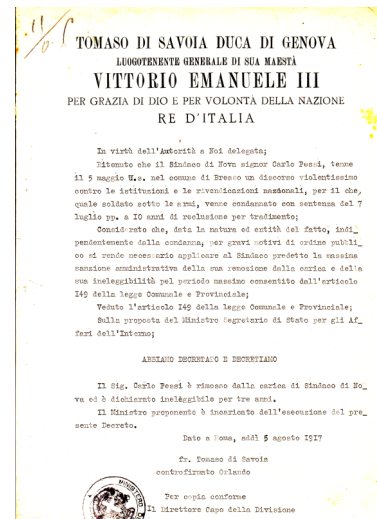 11/
TOMASO DI SAVOIA DUCA DI GENOVA
LUOGOTENENTE GENERALE DI SUA MAESTÀ
VITTORIO EMANUELE III
PER GRAZIA DI DIO E PER VOLONTÀ DELLA NAZIONE
RE D'ITALIA
In virtù dell'Autorità a Noi delegata;
Ritenuto che il Sindaco di Nova signor Carlo Pessi, tenne
il 5 maggio U.s. nel comune di Bresso un discorso violentissimo
contro le istituzioni e le rivendicazioni nazionali, per il che,
quale soldato sotto le armi, venne condannato con sentenza del 7
luglio pp. a IO anni di reclusione per tradimento;
Considerato che, data la natura ed entità del fatto, indi_
pendentemente dalla condanna, per gravi motivi di ordine pubbli_
co si rende necessario applicare al Sindaco predetto la massima
sanzione amministrativa della sua remozione dalla carica e della
sua ineleggibilità pel periodo massimo consentito dall'articolo
I49 della legge Comunale e Provinciale;
Veduto l'articolo I49 della legge Comunale e Provinciale;
Sulla proposta del Ministro Segretario di Stato per gli Af_
fari dell'Interno;
ABBIAMO DECRETATO E DECRETIAMO
Il Sig. Carlo Pessi è rimosso dalla carica di Sindaco di No_
va ed è dichiarato ineleggibile per tre anni.
Il Ministro proponente è incaricato dell'esecuzione del pre_
sente Decreto.
Dato a Roma, addì 5 agosto 1917
fr. Tomaso di Savoia
controfirmato Orlando
Per copia conforme
Il Direttore Capo della Divisione
MINISTERO